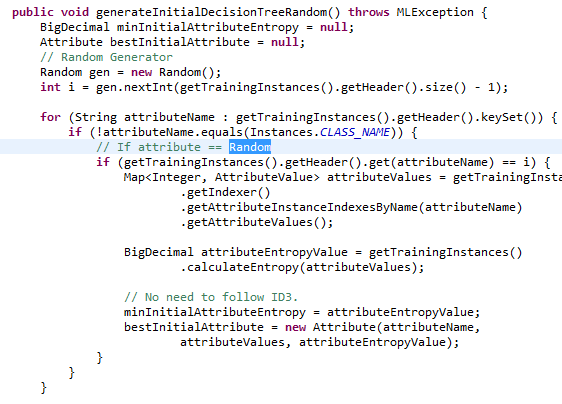 public void generateInitialDecisionTreeRandom() throws MLException {
BigDecimal minInitialAttributeEntropy = null;
Attribute bestInitialAttribute = null;
// Random Generator
Random gen = new Random();
int i = gen.nextInt(getTrainingInstances().getHeader().size() - 1);
for (String attributeName : getTrainingInstances().getHeader().keySet()) {
if (!attributeName.equals(Instances.CLASS_NAME)) {
// If attribute == Random
if (getTrainingInstances().getHeader().get(attributeName) == i) {
Map<Integer, AttributeValue> attributeValues = getTrainingInsta
.getIndexer()
.getAttributeInstanceIndexesByName(attributeName)
.getAttributeValues();
BigDecimal attributeEntropyValue = getTrainingInstances()
.calculateEntropy(attributeValues);
// No need to follow ID3.
minInitialAttributeEntropy = attributeEntropyValue;
bestInitialAttribute = new Attribute(attributeName,
attributeValues, attributeEntropyValue);
}
}
}